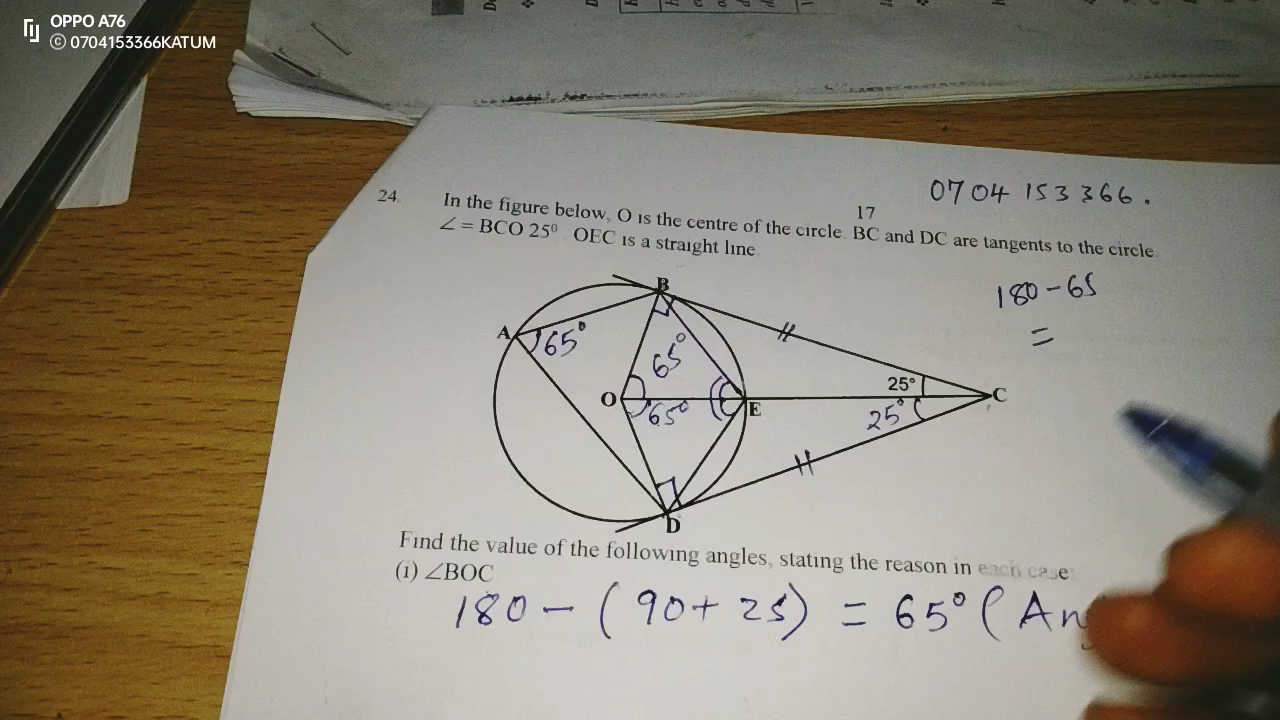 OPPO A76
© 0704153366KATUM
0704 153 366.
17
24. In the figure below, O is the centre of the circle. BC and DC are tangents to the circle.
∠ = BCO 25⁰ OEC is a straight line
180 - 65
=
B
A
65°
65°
O
65°
E
25°
25°
C
D
Find the value of the following angles, stating the reason in each case:
(i) ∠BOC
180 - (90 + 25) = 65° (An